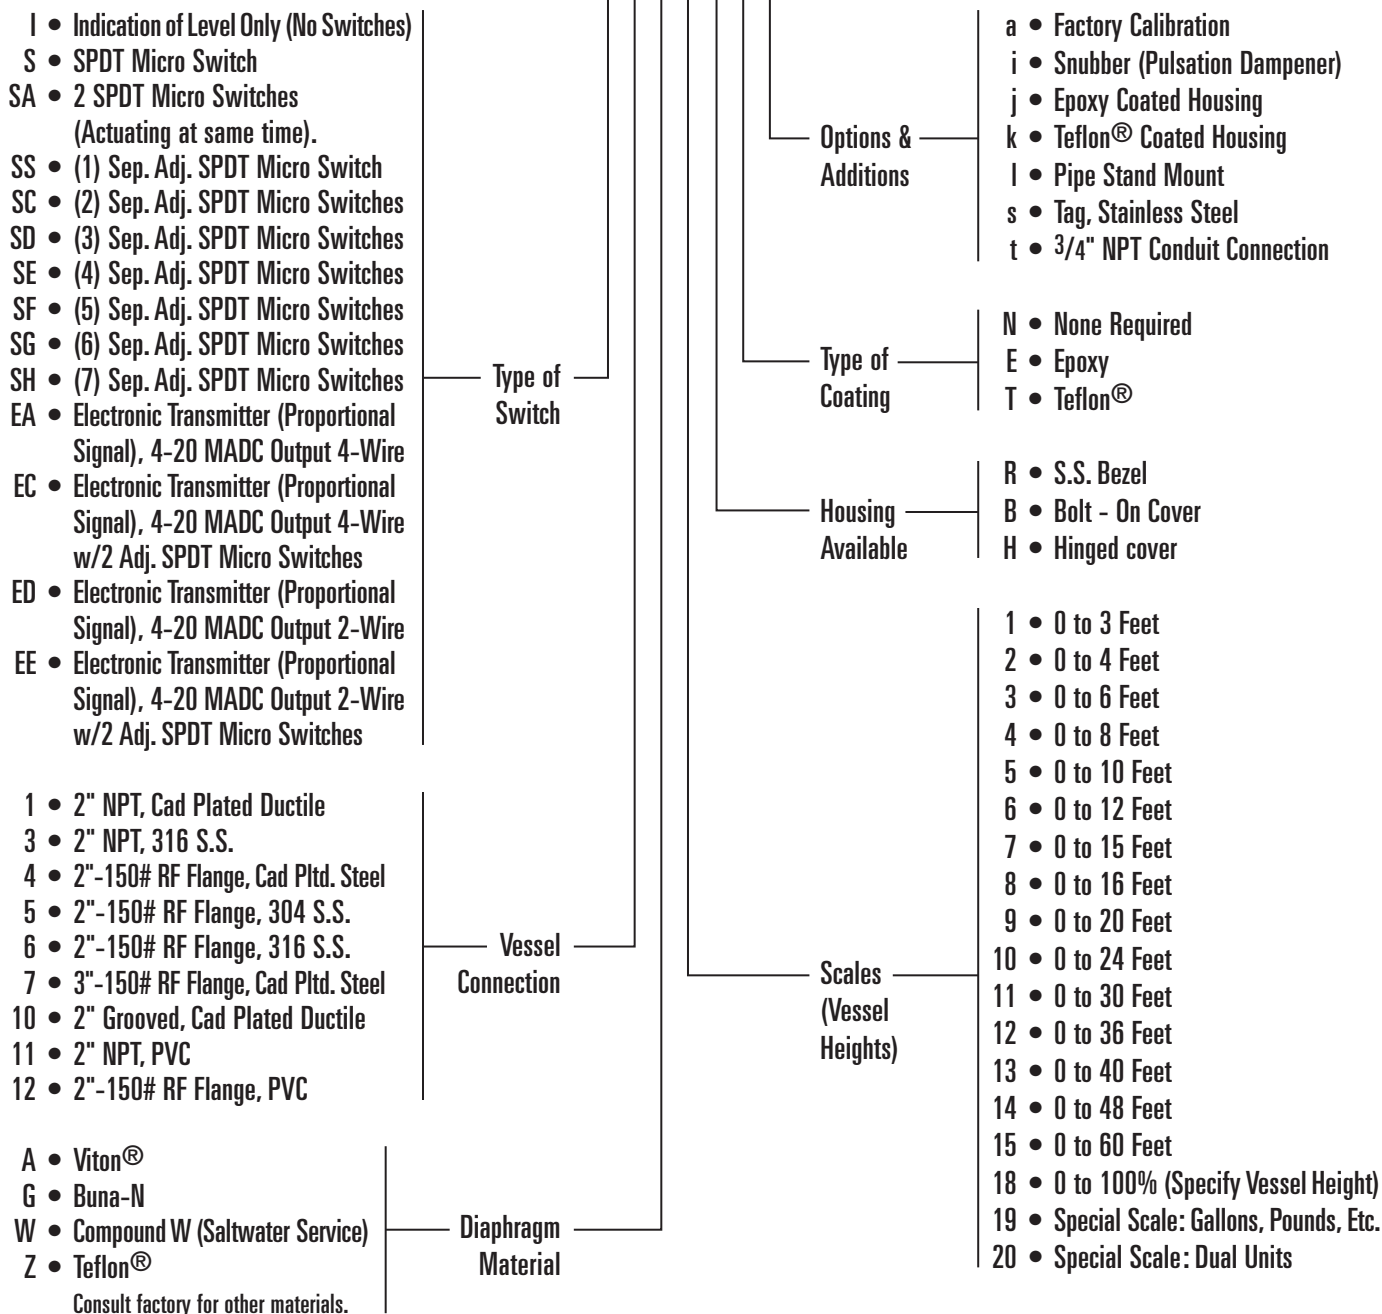 I • Indication of Level Only (No Switches)
S • SPDT Micro Switch
SA • 2 SPDT Micro Switches
(Actuating at same time).
SS • (1) Sep. Adj. SPDT Micro Switch
SC • (2) Sep. Adj. SPDT Micro Switches
SD • (3) Sep. Adj. SPDT Micro Switches
SE • (4) Sep. Adj. SPDT Micro Switches
SF • (5) Sep. Adj. SPDT Micro Switches
SG • (6) Sep. Adj. SPDT Micro Switches
SH • (7) Sep. Adj. SPDT Micro Switches
EA • Electronic Transmitter (Proportional
Signal), 4-20 MADC Output 4-Wire
EC • Electronic Transmitter (Proportional
Signal), 4-20 MADC Output 4-Wire
w/2 Adj. SPDT Micro Switches
ED • Electronic Transmitter (Proportional
Signal), 4-20 MADC Output 2-Wire
EE • Electronic Transmitter (Proportional
Signal), 4-20 MADC Output 2-Wire
w/2 Adj. SPDT Micro Switches
Type of
Switch
1 • 2" NPT, Cad Plated Ductile
3 • 2" NPT, 316 S.S.
4 • 2"-150# RF Flange, Cad Pltd. Steel
5 • 2"-150# RF Flange, 304 S.S.
6 • 2"-150# RF Flange, 316 S.S.
7 • 3"-150# RF Flange, Cad Pltd. Steel
10 • 2" Grooved, Cad Plated Ductile
11 • 2" NPT, PVC
12 • 2"-150# RF Flange, PVC
Vessel
Connection
A • Viton®
G • Buna-N
W • Compound W (Saltwater Service)
Z • Teflon®
Consult factory for other materials.
Diaphragm
Material
Options &
Additions
a • Factory Calibration
i • Snubber (Pulsation Dampener)
j • Epoxy Coated Housing
k • Teflon® Coated Housing
l • Pipe Stand Mount
s • Tag, Stainless Steel
t • 3/4" NPT Conduit Connection
Type of
Coating
N • None Required
E • Epoxy
T • Teflon®
Housing
Available
R • S.S. Bezel
B • Bolt - On Cover
H • Hinged cover
Scales
(Vessel
Heights)
1 • 0 to 3 Feet
2 • 0 to 4 Feet
3 • 0 to 6 Feet
4 • 0 to 8 Feet
5 • 0 to 10 Feet
6 • 0 to 12 Feet
7 • 0 to 15 Feet
8 • 0 to 16 Feet
9 • 0 to 20 Feet
10 • 0 to 24 Feet
11 • 0 to 30 Feet
12 • 0 to 36 Feet
13 • 0 to 40 Feet
14 • 0 to 48 Feet
15 • 0 to 60 Feet
18 • 0 to 100% (Specify Vessel Height)
19 • Special Scale: Gallons, Pounds, Etc.
20 • Special Scale: Dual Units